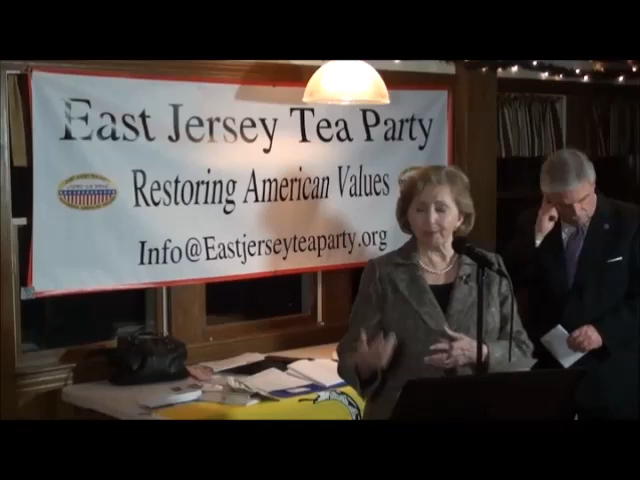 East Jersey Tea Party
Restoring American Values
Info@Eastjerseyteaparty.org